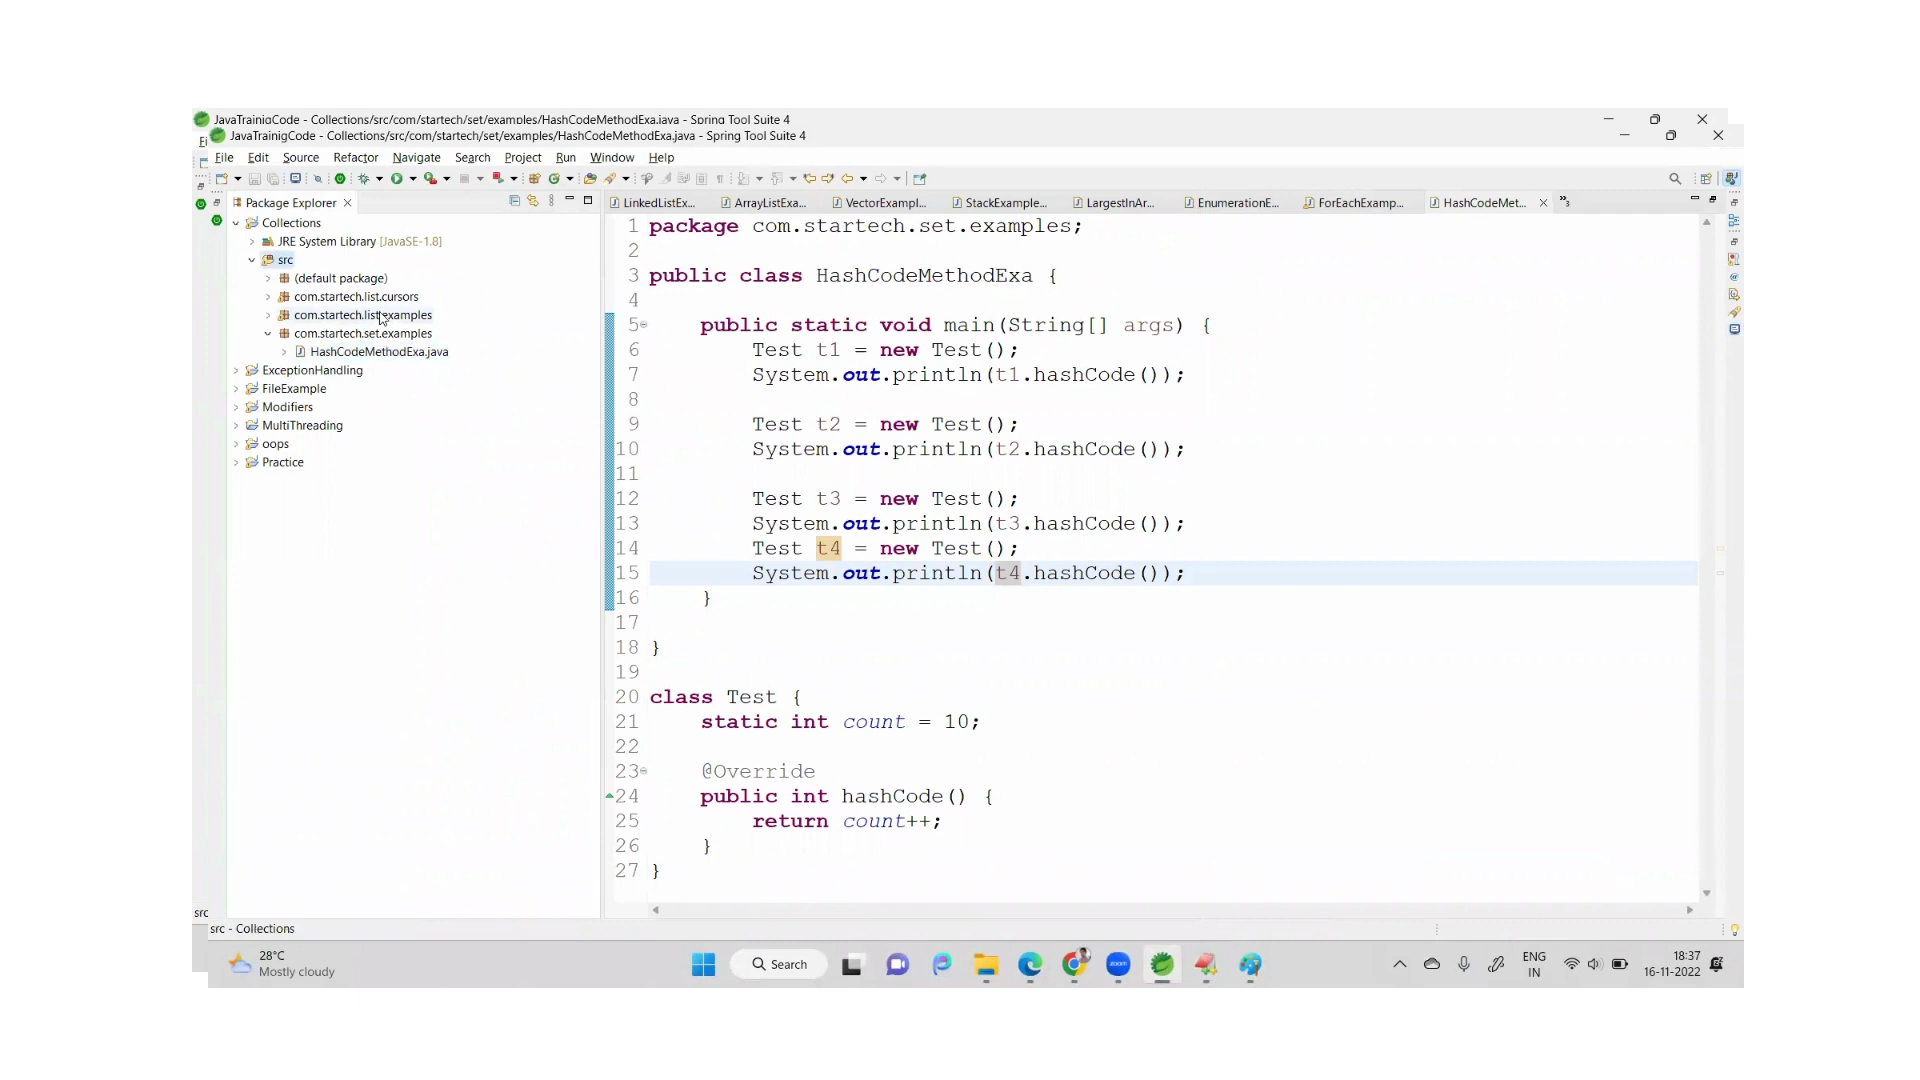 JavaTrainigCode - Collections/src/com/startech/set/examples/HashCodeMethodExa.java - Spring Tool Suite 4
JavaTrainigCode - Collections/src/com/startech/set/examples/HashCodeMethodExa.java - Spring Tool Suite 4
Fi
File Edit Source Refactor Navigate Search Project Run Window Help
Package Explorer
LinkedListEx... ArrayListExa... VectorExampl... StackExample... LargestInAr... EnumerationE... ForEachExamp... HashCodeMet... »3
Collections
JRE System Library [JavaSE-1.8]
src
(default package)
com.startech.list.cursors
com.startech.list.examples
com.startech.set.examples
HashCodeMethodExa.java
ExceptionHandling
FileExample
Modifiers
MultiThreading
oops
Practice
1 package com.startech.set.examples;
2
3 public class HashCodeMethodExa {
4
5 public static void main(String[] args) {
6 Test t1 = new Test();
7 System.out.println(t1.hashCode());
8
9 Test t2 = new Test();
10 System.out.println(t2.hashCode());
11
12 Test t3 = new Test();
13 System.out.println(t3.hashCode());
14 Test t4 = new Test();
15 System.out.println(t4.hashCode());
16 }
17
18 }
19
20 class Test {
21 static int count = 10;
22
23 @Override
24 public int hashCode() {
25 return count++;
26 }
27 }
src
src - Collections
28°C
Mostly cloudy
Search
zoom
ENG
IN
18:37
16-11-2022